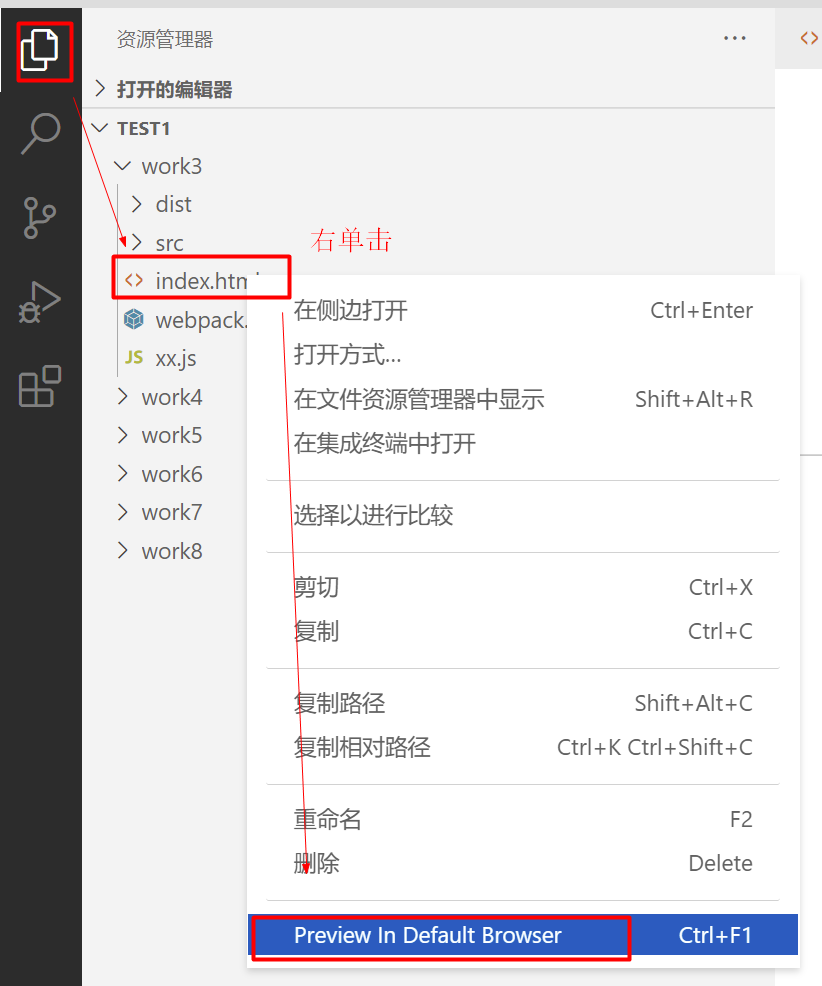 资源管理器
打开的编辑器
TEST1
work3
dist
src
右单击
index.html
webpack.
JS xx.js
work4
work5
work6
work7
work8
在侧边打开 Ctrl+Enter
打开方式...
在文件资源管理器中显示 Shift+Alt+R
在集成终端中打开
选择以进行比较
剪切 Ctrl+X
复制 Ctrl+C
复制路径 Shift+Alt+C
复制相对路径 Ctrl+K Ctrl+Shift+C
重命名 F2
删除 Delete
Preview In Default Browser Ctrl+F1